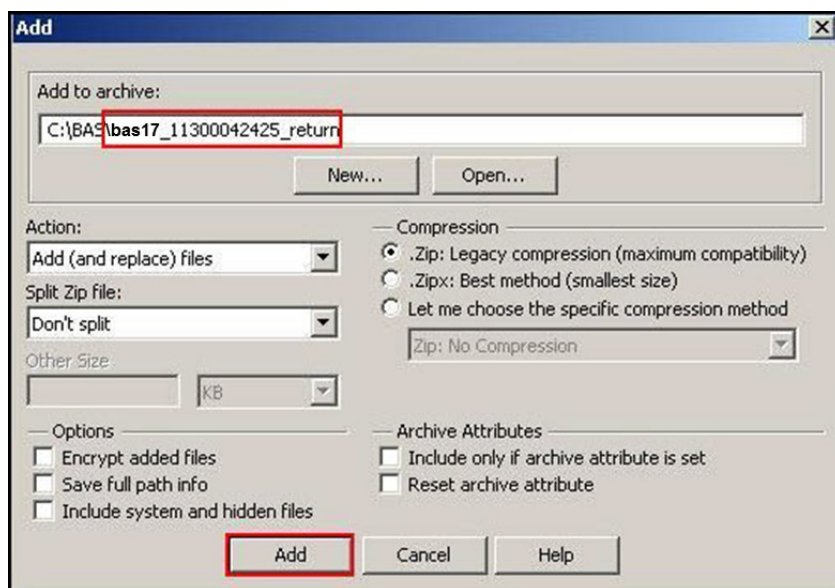 Add
Add to archive:
C:\BAS\bas17_11300042425_return
New... Open...
Action:
Add (and replace) files
Split Zip file:
Don't split
Other Size
KB
Compression
.Zip: Legacy compression (maximum compatibility)
.Zipx: Best method (smallest size)
Let me choose the specific compression method
Zip: No Compression
Options
Encrypt added files
Save full path info
Include system and hidden files
Archive Attributes
Include only if archive attribute is set
Reset archive attribute
Add Cancel Help